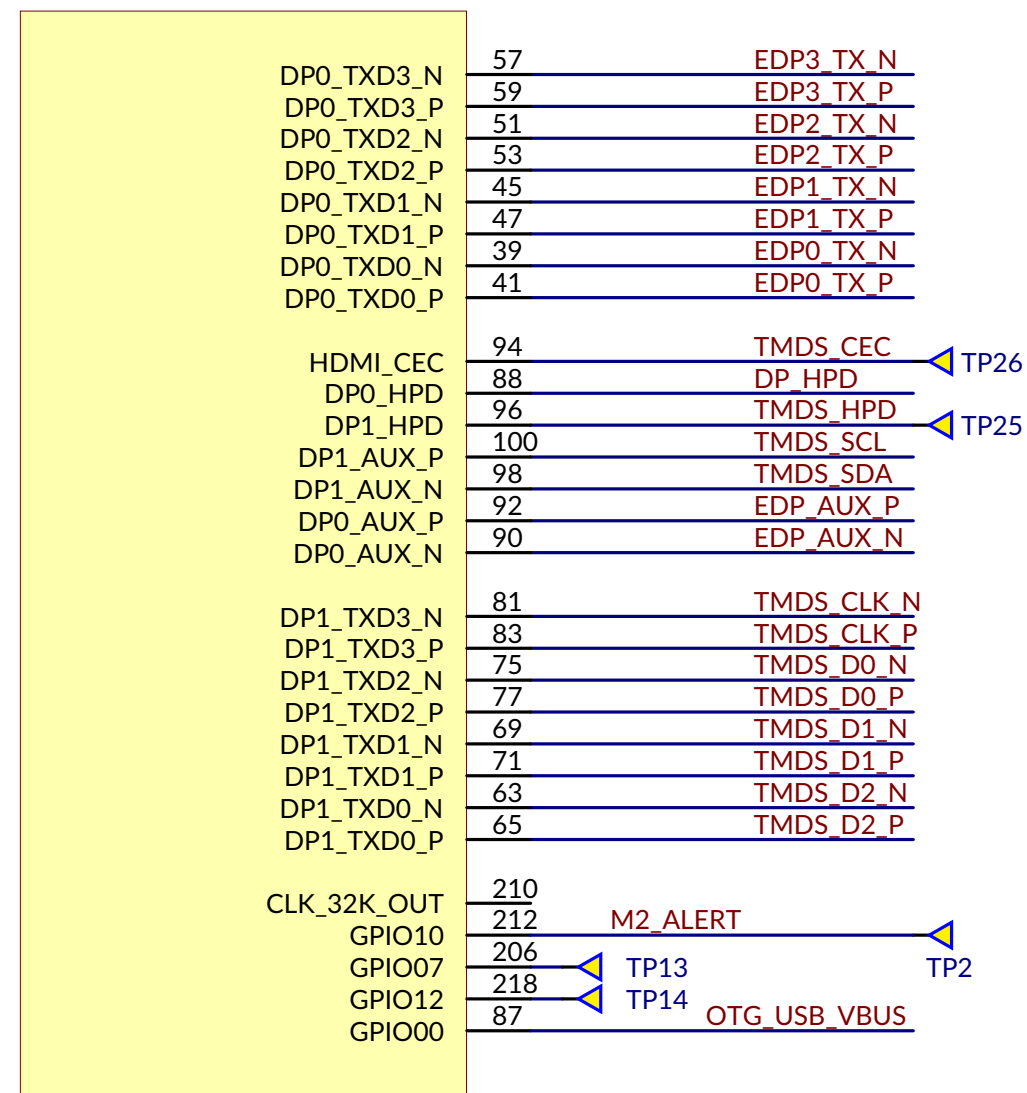 DP0_TXD3_N 57 EDP3_TX_N
DP0_TXD3_P 59 EDP3_TX_P
DP0_TXD2_N 51 EDP2_TX_N
DP0_TXD2_P 53 EDP2_TX_P
DP0_TXD1_N 45 EDP1_TX_N
DP0_TXD1_P 47 EDP1_TX_P
DP0_TXD0_N 39 EDP0_TX_N
DP0_TXD0_P 41 EDP0_TX_P
HDMI_CEC 94 TMDS_CEC TP26
DP0_HPD 88 DP_HPD
DP1_HPD 96 TMDS_HPD TP25
DP1_AUX_P 100 TMDS_SCL
DP1_AUX_N 98 TMDS_SDA
DP0_AUX_P 92 EDP_AUX_P
DP0_AUX_N 90 EDP_AUX_N
DP1_TXD3_N 81 TMDS_CLK_N
DP1_TXD3_P 83 TMDS_CLK_P
DP1_TXD2_N 75 TMDS_D0_N
DP1_TXD2_P 77 TMDS_D0_P
DP1_TXD1_N 69 TMDS_D1_N
DP1_TXD1_P 71 TMDS_D1_P
DP1_TXD0_N 63 TMDS_D2_N
DP1_TXD0_P 65 TMDS_D2_P
CLK_32K_OUT 210
GPIO10 212 M2_ALERT TP2
GPIO07 206 TP13
GPIO12 218 TP14
GPIO00 87 OTG_USB_VBUS